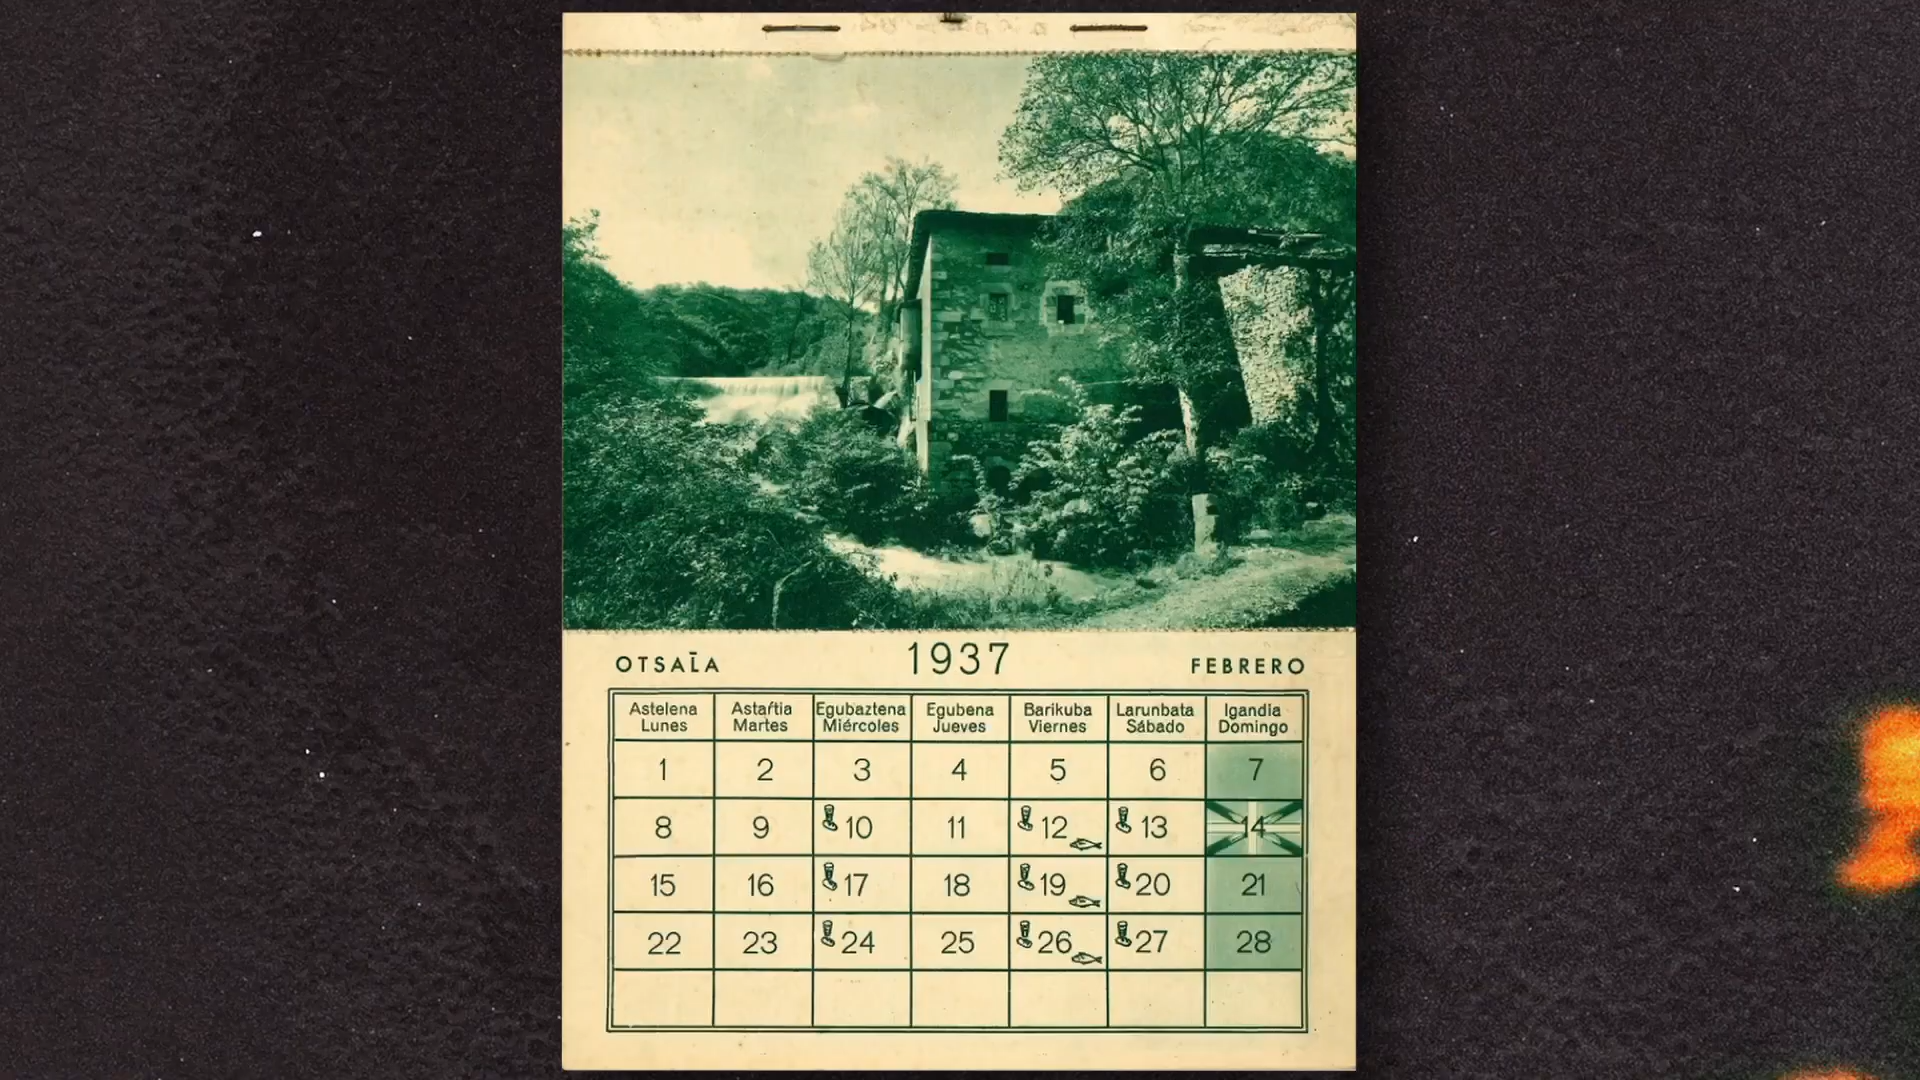 OTSAĪA 1937 FEBRERO
Astelena Astaŕtia Egubaztena Egubena Barikuba Larunbata Igandia
Lunes Martes Miércoles Jueves Viernes Sábado Domingo
1 2 3 4 5 6 7
8 9 10 11 12 13 14
15 16 17 18 19 20 21
22 23 24 25 26 27 28